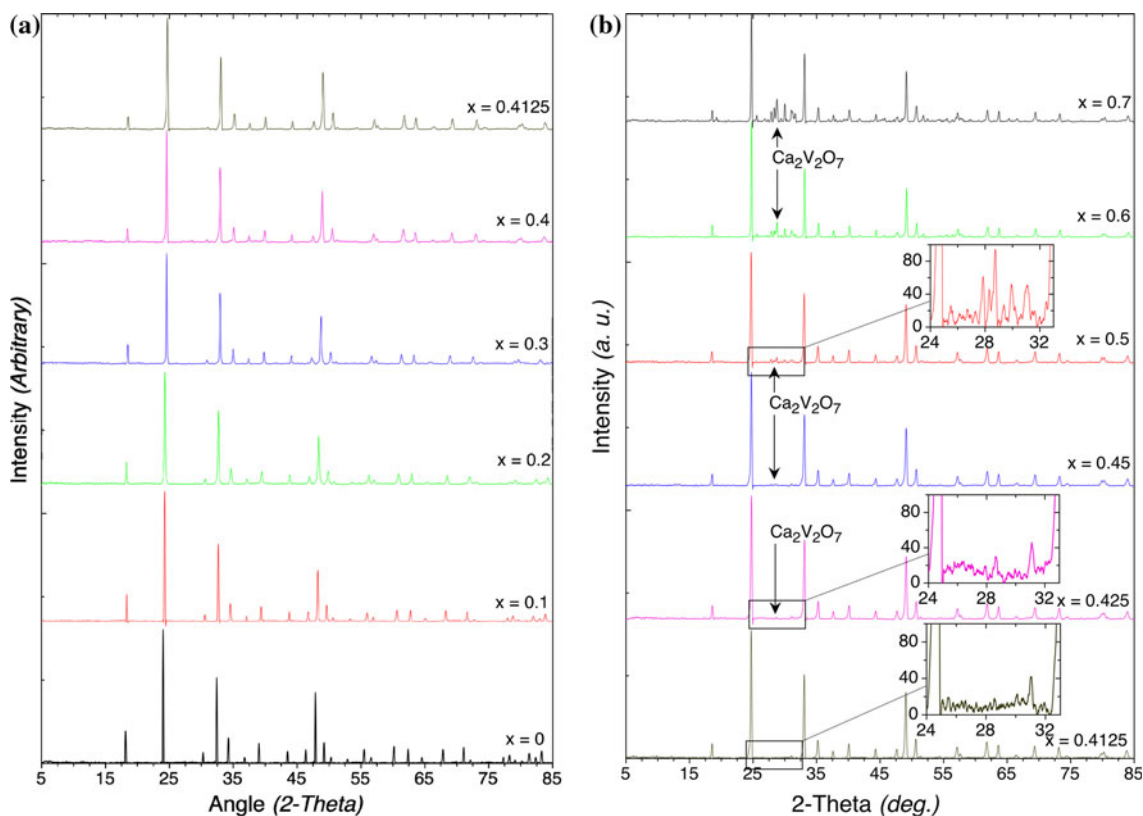 (a)
x = 0.4125
x = 0.4
x = 0.3
x = 0.2
x = 0.1
x = 0
Intensity (Arbitrary)
5 15 25 35 45 55 65 75 85
Angle (2-Theta)
(b)
x = 0.7
Ca₂V₂O₇
x = 0.6
80
40
0
24 28 32
x = 0.5
Ca₂V₂O₇
x = 0.45
Ca₂V₂O₇
80
40
0
24 28 32
x = 0.425
80
40
0
24 28 32
x = 0.4125
Intensity (a. u.)
5 15 25 35 45 55 65 75 85
2-Theta (deg.)